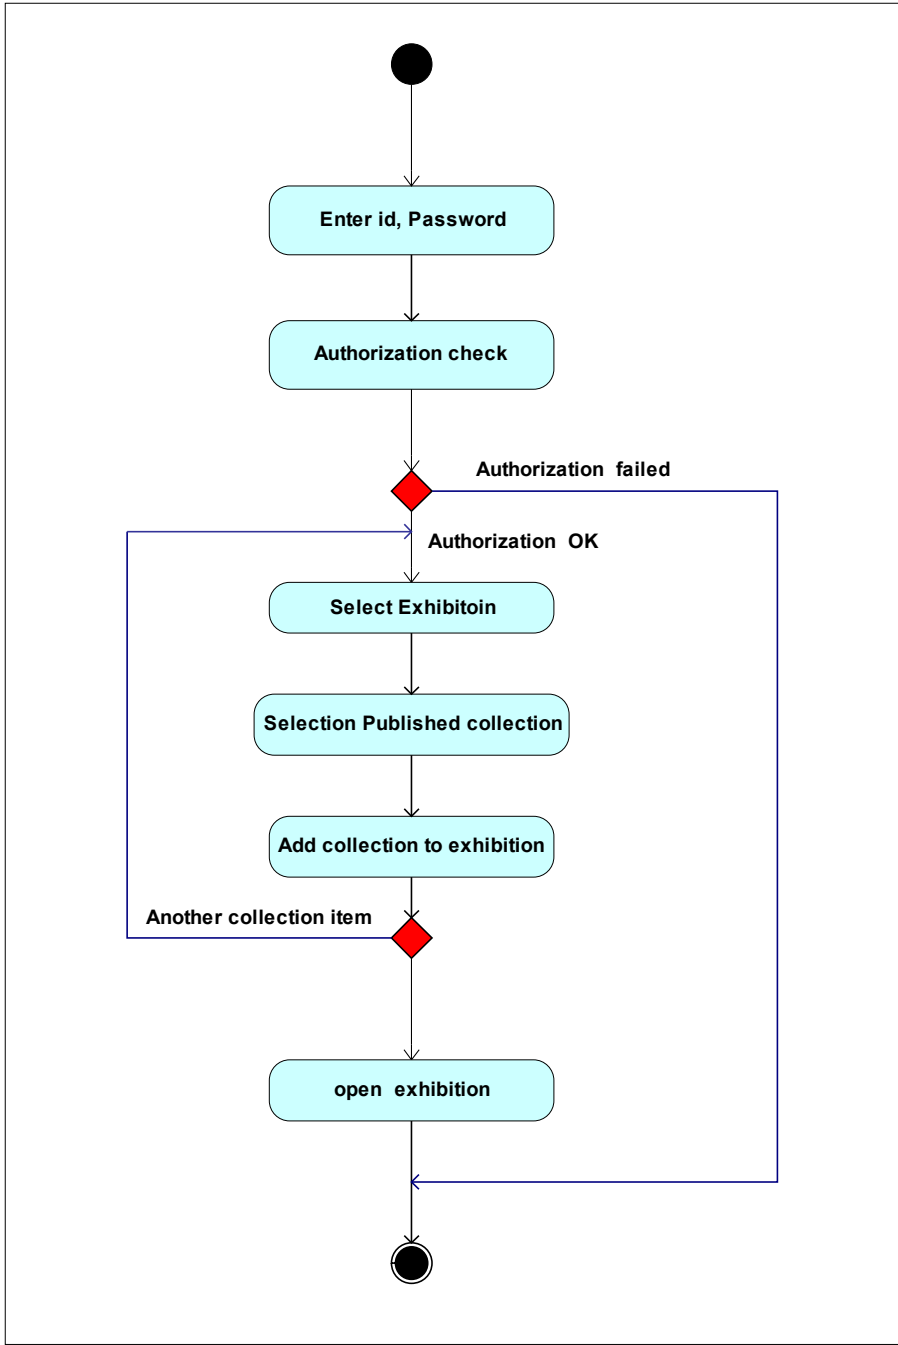 Enter id, Password
Authorization check
Authorization  failed
Authorization  OK
Select Exhibitoin
Selection Published collection
Add collection to exhibition
Another collection item
open  exhibition